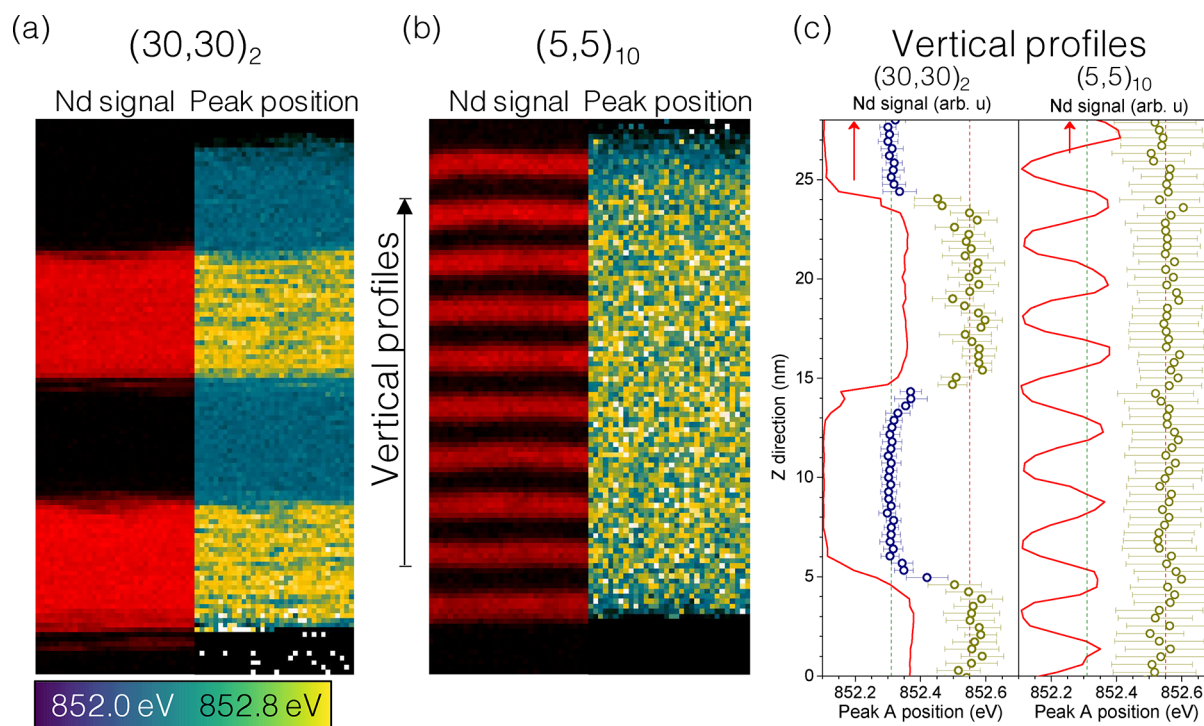 (a)
(30,30)₂
Nd signal Peak position
852.0 eV 852.8 eV
(b)
(5,5)₁₀
Nd signal Peak position
Vertical profiles
(c)
Vertical profiles
(30,30)₂ (5,5)₁₀
Nd signal (arb. u) Nd signal (arb. u)
25
20
15
10
5
0
Z direction (nm)
852.2 852.4 852.6 852.2 852.4 852.6
Peak A position (eV) Peak A position (eV)